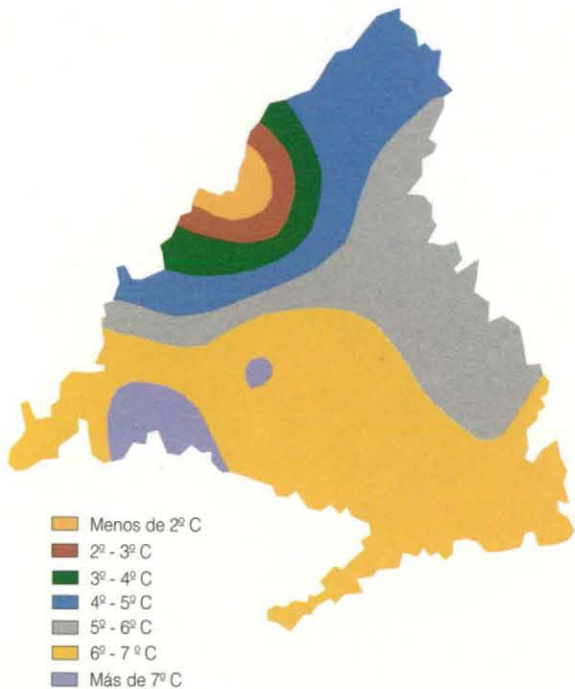 Menos de 2º C
2º - 3º C
3º - 4º C
4º - 5º C
5º - 6º C
6º - 7 º C
Más de 7º C